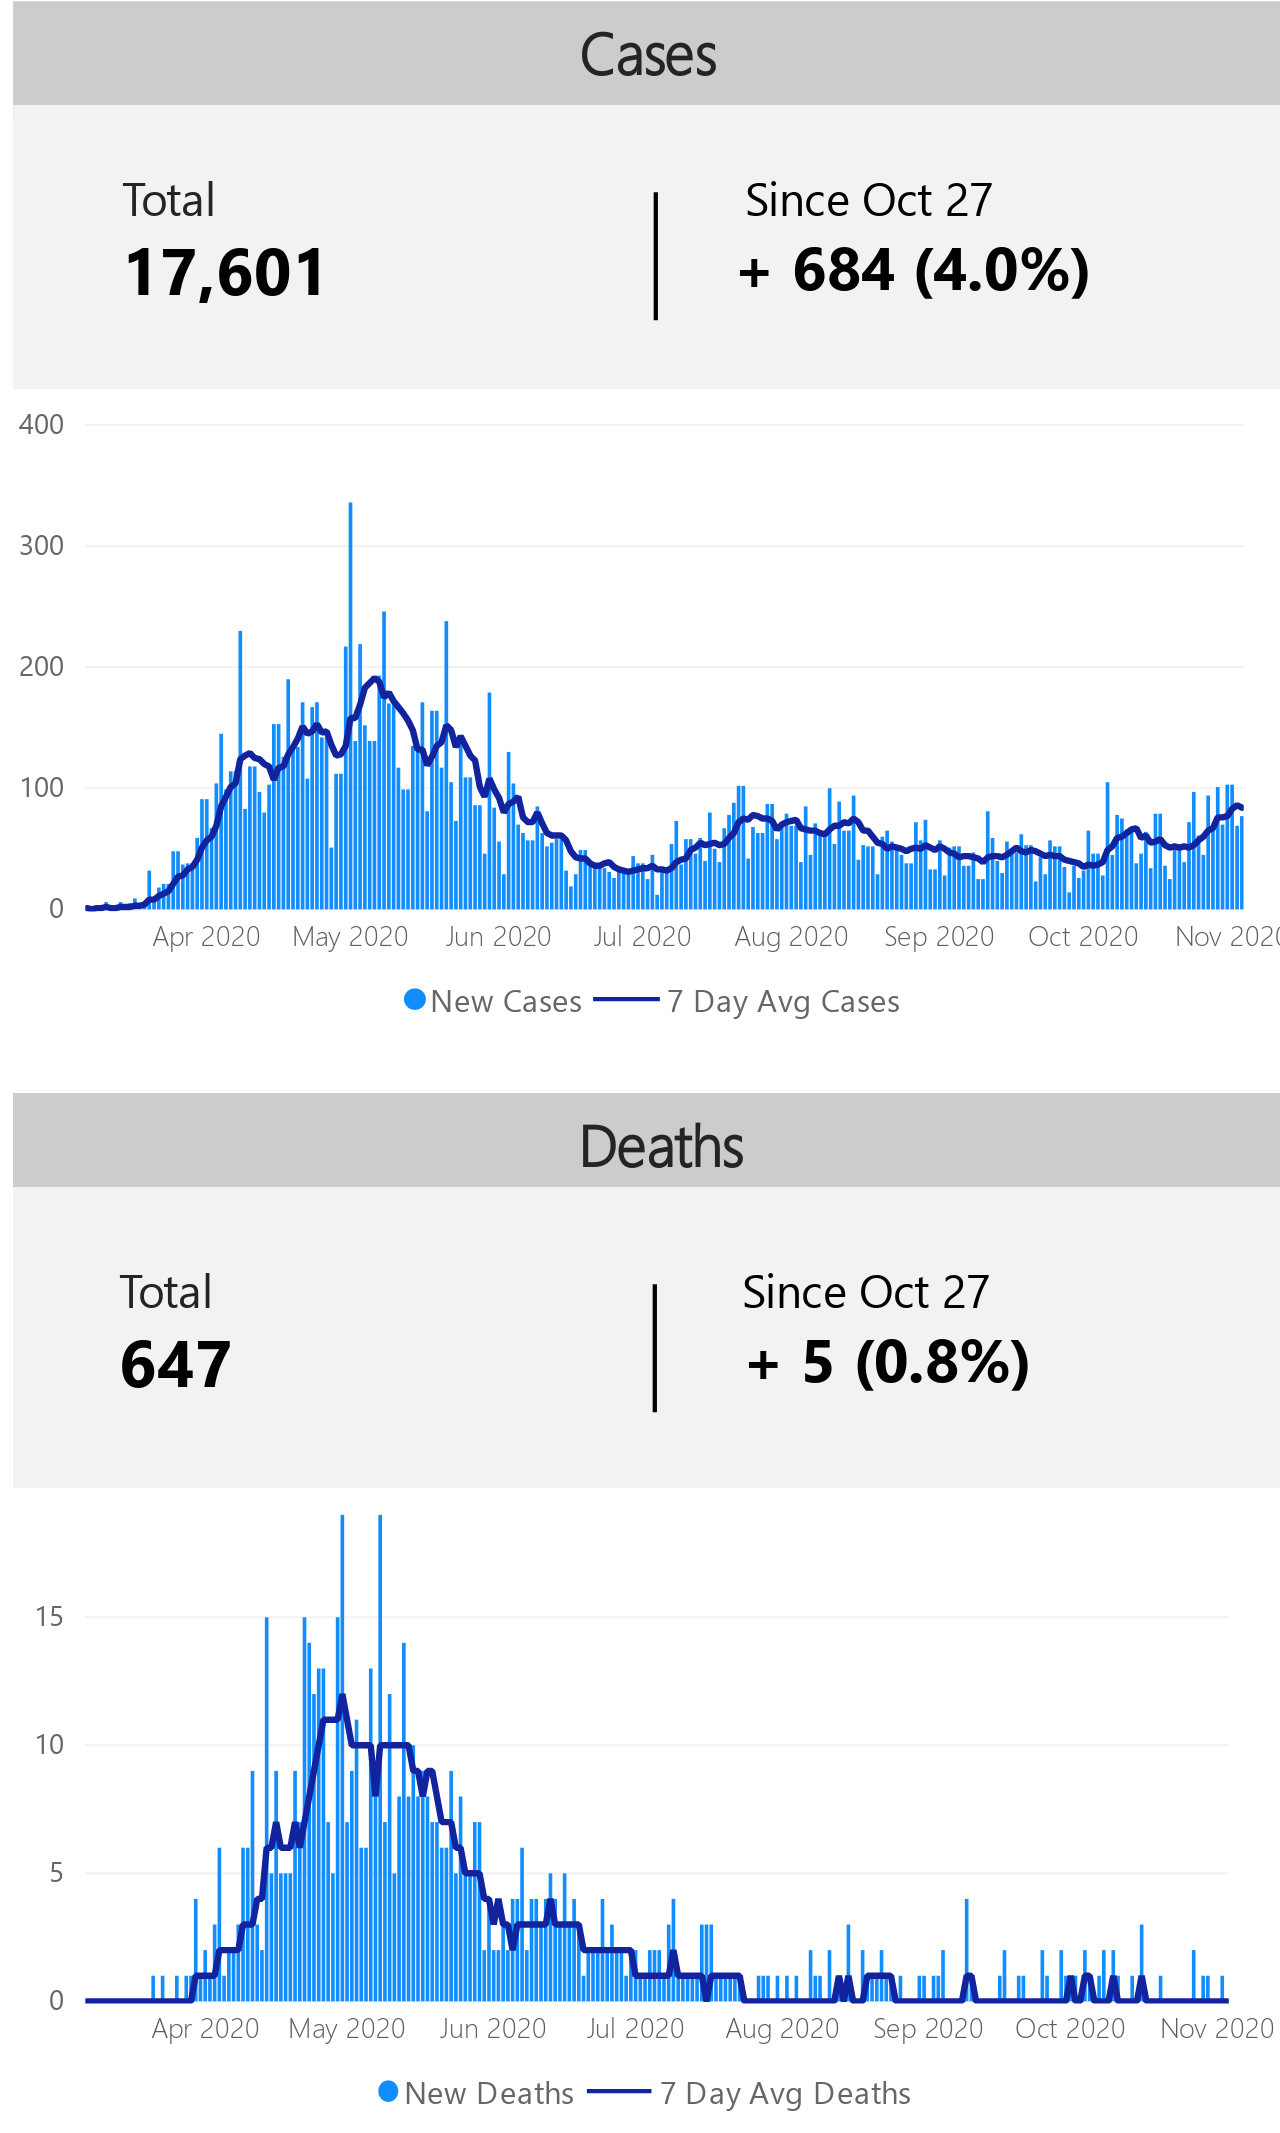 Cases
Total
Since Oct 27
17,601
+ 684 (4.0%)
400
300
200
100
0
Apr 2020 May 2020 Jun 2020 Jul 2020 Aug 2020 Sep 2020 Oct 2020 Nov 2020
New Cases 7 Day Avg Cases
Deaths
Total
Since Oct 27
647
+ 5 (0.8%)
15
10
5
0
Apr 2020 May 2020 Jun 2020 Jul 2020 Aug 2020 Sep 2020 Oct 2020 Nov 2020
New Deaths 7 Day Avg Deaths